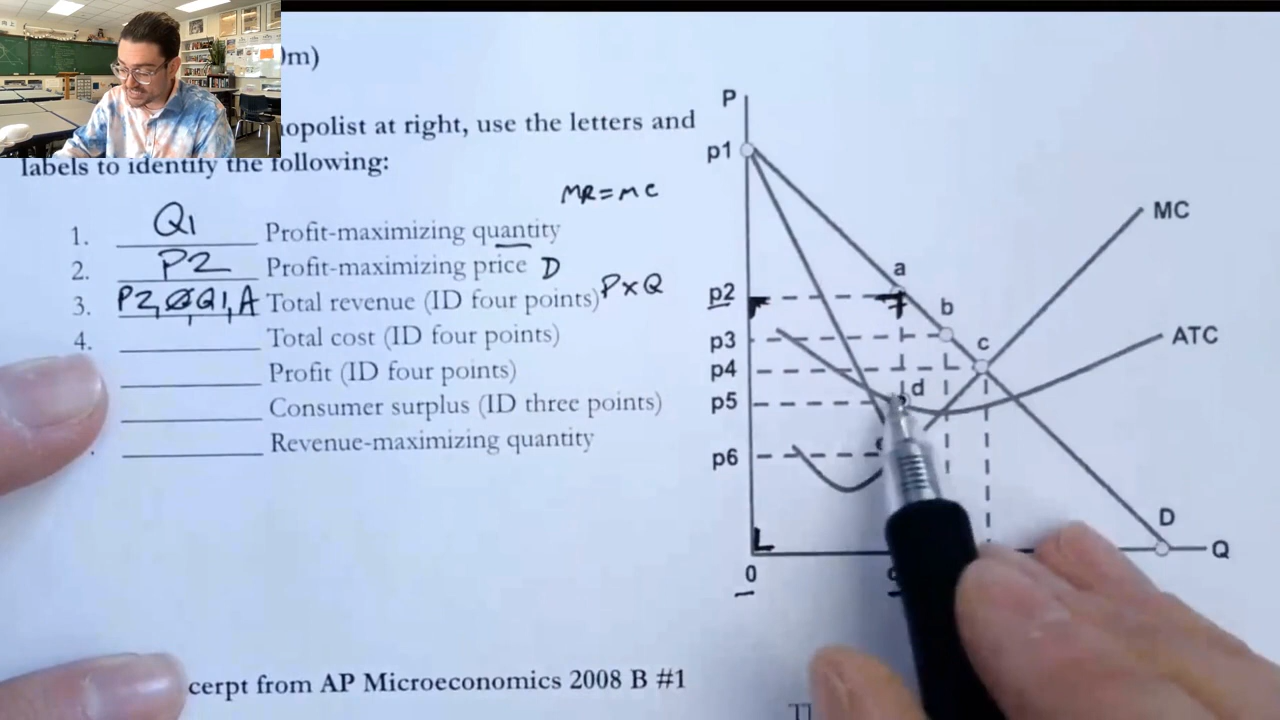 0m)
nopolist at right, use the letters and
labels to identify the following:
MR=MC
1. Q1 Profit-maximizing quantity
2. P2 Profit-maximizing price D
3. P2, 0, Q1, A Total revenue (ID four points) P x Q
4. Total cost (ID four points)
Profit (ID four points)
Consumer surplus (ID three points)
Revenue-maximizing quantity
cerpt from AP Microeconomics 2008 B #1
P
p1
MC
a
p2
b
p3
c
ATC
p4
d
p5
p6
D
Q
0